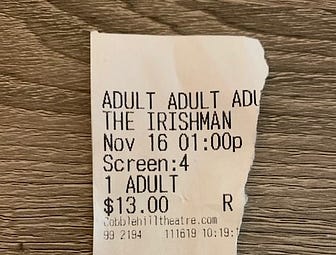 ADULT ADULT ADU
THE IRISHMAN
Nov 16 01:00p
Screen:4
1 ADULT
$13.00 R
Cobblehilltheatre.com
99 2194 111619 10:19: